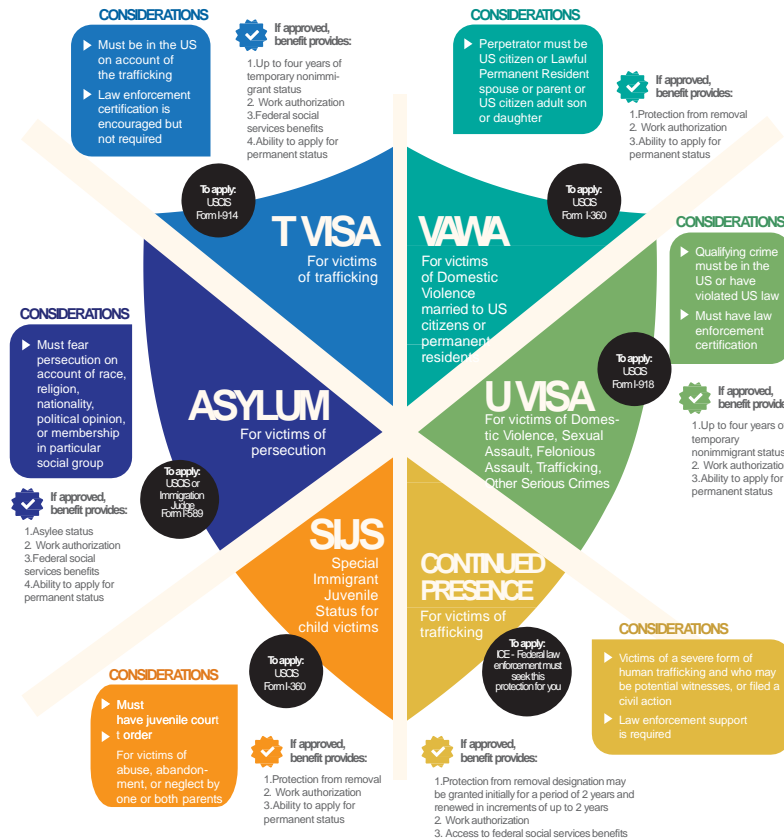 CONSIDERATIONS
Must be in the US
on account of
the trafficking
Law enforcement
certification is
encouraged but
not required
If approved,
benefit provides:
1.Up to four years of
temporary nonimmi-
grant status
2. Work authorization
3.Federal social
services benefits
4.Ability to apply for
permanent status
To apply:
USCIS
Form I-914
T VISA
For victims
of trafficking
CONSIDERATIONS
Perpetrator must be
US citizen or Lawful
Permanent Resident
spouse or parent or
US citizen adult son
or daughter
If approved,
benefit provides:
1.Protection from removal
2. Work authorization
3.Ability to apply for
permanent status
To apply:
USCIS
Form I-360
VAWA
For victims
of Domestic
Violence
married to US
citizens or
permanent
resident
CONSIDERATIONS
Qualifying crime
must be in the
US or have
violated US law
Must have law
enforcement
certification
To apply:
USCIS
Form I-918
U VISA
For victims of Domes-
tic Violence, Sexual
Assault, Felonious
Assault, Trafficking,
Other Serious Crimes
If approved,
benefit provide
1.Up to four years o
temporary
nonimmigrant status
2. Work authorization
3.Ability to apply for
permanent status
CONSIDERATIONS
Must fear
persecution on
account of race,
religion,
nationality,
political opinion,
or membership
in particular
social group
ASYLUM
For victims of
persecution
To apply:
USCIS or
Immigration
Judge
Form I-589
If approved,
benefit provides:
1.Asylee status
2. Work authorization
3.Federal social
services benefits
4.Ability to apply for
permanent status
SIJS
Special
Immigrant
Juvenile
Status for
child victims
To apply:
USCIS
Form I-360
CONSIDERATIONS
Must
have juvenile court
t order
For victims of
abuse, abandon-
ment, or neglect by
one or both parents
If approved,
benefit provides:
1.Protection from removal
2. Work authorization
3.Ability to apply for
permanent status
CONTINUED
PRESENCE
For victims of
trafficking
To apply:
ICE - Federal law
enforcement must
seek this
protection for you
CONSIDERATIONS
Victims of a severe form of
human trafficking and who may
be potential witnesses, or filed a
civil action
Law enforcement support
is required
If approved,
benefit provides:
1.Protection from removal designation may
be granted initially for a period of 2 years and
renewed in increments of up to 2 years
2. Work authorization
3. Access to federal social services benefits